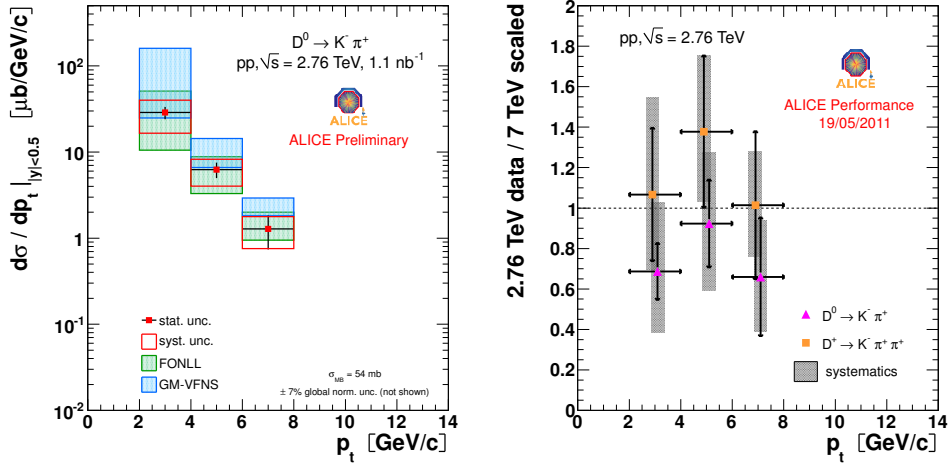 dσ / dp_t |_|y|<0.5 [μb/GeV/c]
10²
10
1
10⁻¹
10⁻²
D⁰ → K⁻ π⁺
pp, √s = 2.76 TeV, 1.1 nb⁻¹
ALICE
ALICE Preliminary
stat. unc.
syst. unc.
FONLL
GM-VFNS
σ_MB = 54 mb
± 7% global norm. unc. (not shown)
0 2 4 6 8 10 12 14
p_t [GeV/c]
2.76 TeV data / 7 TeV scaled
2
1.8
1.6
1.4
1.2
1
0.8
0.6
0.4
0.2
0
pp, √s = 2.76 TeV
ALICE
ALICE Performance
19/05/2011
D⁰ → K⁻ π⁺
D⁺ → K⁻ π⁺ π⁺
systematics
0 2 4 6 8 10 12 14
p_t [GeV/c]